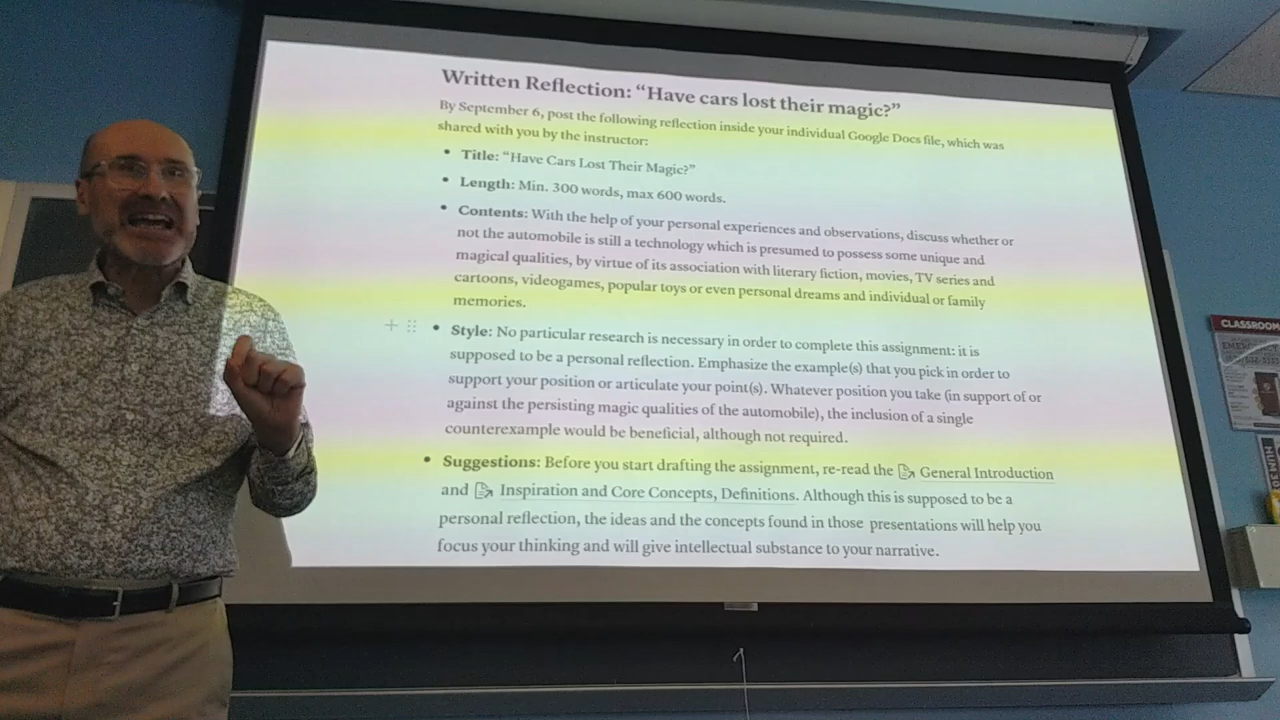 Written Reflection: “Have cars lost their magic?”
By September 6, post the following reflection inside your individual Google Docs file, which was
shared with you by the instructor:
• Title: “Have Cars Lost Their Magic?”
• Length: Min. 300 words, max 600 words.
• Contents: With the help of your personal experiences and observations, discuss whether or
not the automobile is still a technology which is presumed to possess some unique and
magical qualities, by virtue of its association with literary fiction, movies, TV series and
cartoons, videogames, popular toys or even personal dreams and individual or family
memories.
• Style: No particular research is necessary in order to complete this assignment: it is
supposed to be a personal reflection. Emphasize the example(s) that you pick in order to
support your position or articulate your point(s). Whatever position you take (in support of or
against the persisting magic qualities of the automobile), the inclusion of a single
counterexample would be beneficial, although not required.
• Suggestions: Before you start drafting the assignment, re-read the General Introduction
and Inspiration and Core Concepts, Definitions. Although this is supposed to be a
personal reflection, the ideas and the concepts found in those presentations will help you
focus your thinking and will give intellectual substance to your narrative.
CLASSROOM